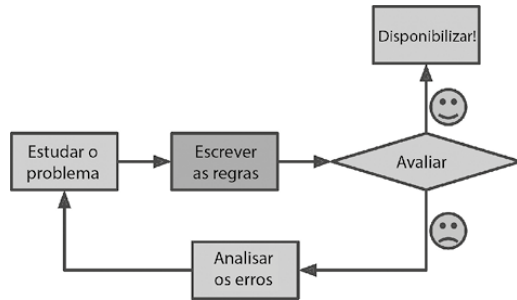 Disponibilizar!
Estudar o
problema
Escrever
as regras
Avaliar
Analisar
os erros